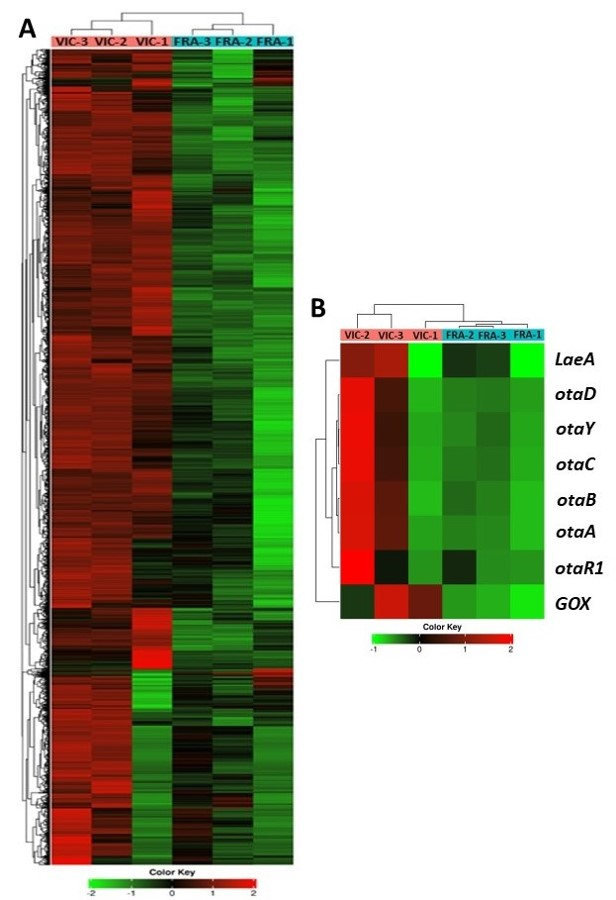 A
VIC-3 VIC-2 VIC-1 FRA-3 FRA-2 FRA-1
B
VIC-2 VIC-3 VIC-1 FRA-2 FRA-3 FRA-1
LaeA
otaD
otaY
otaC
otaB
otaA
otaR1
GOX
Color Key
-1 0 1 2
Color Key
-2 -1 0 1 2